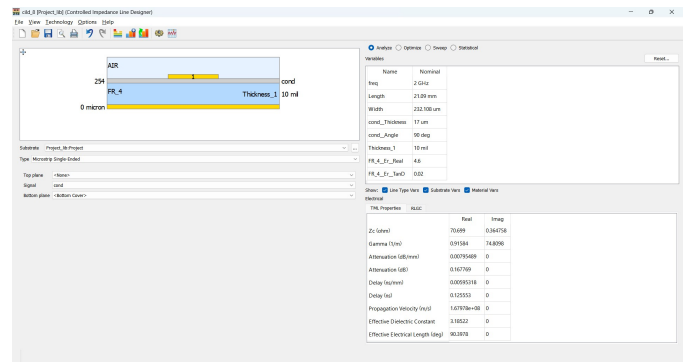 cild_8 [Project_lib] (Controlled Impedance Line Designer)
File View Technology Options Help
AIR
1
254
cond
FR_4
Thickness_1
10 mil
0 micron
Substrate Project_lib:Project
Type Microstrip Single-Ended
Top plane <None>
Signal cond
Bottom plane <Bottom Cover>
Analyze Optimize Sweep Statistical
Variables
Reset...
Name Nominal
freq 2 GHz
Length 21.09 mm
Width 232.108 um
cond_Thickness 17 um
cond_Angle 90 deg
Thickness_1 10 mil
FR_4_Er_Real 4.6
FR_4_Er_TanD 0.02
Show: Line Type Vars Substrate Vars Material Vars
Electrical
TML Properties RLGC
Real Imag
Zc (ohm) 70.699 0.364758
Gamma (1/m) 0.91584 74.8098
Attenuation (dB/mm) 0.00795489 0
Attenuation (dB) 0.167769 0
Delay (ns/mm) 0.00595318 0
Delay (ns) 0.125553 0
Propagation Velocity (m/s) 1.67978e+08 0
Effective Dielectric Constant 3.18522 0
Effective Electrical Length (deg) 90.3978 0